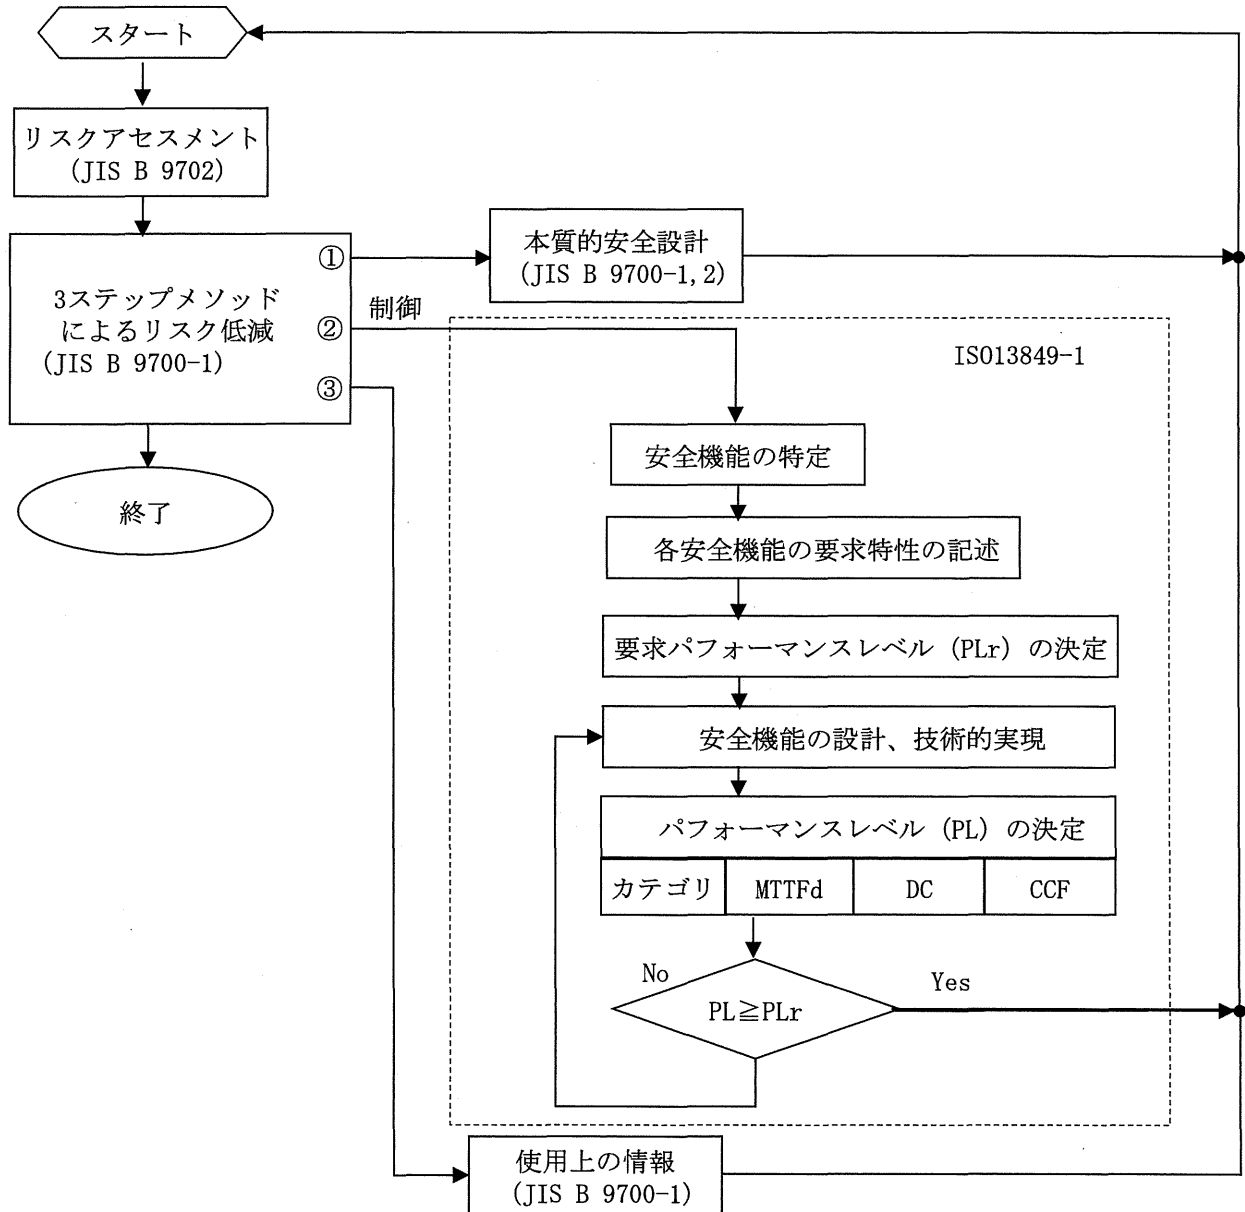 スタート
リスクアセスメント
(JIS B 9702)
3ステップメソッド
によるリスク低減
(JIS B 9700-1)
①
②
③
終了
本質的安全設計
(JIS B 9700-1,2)
制御
ISO13849-1
安全機能の特定
各安全機能の要求特性の記述
要求パフォーマンスレベル (PLr) の決定
安全機能の設計、技術的実現
パフォーマンスレベル (PL) の決定
カテゴリ MTTFd DC CCF
No
PL≧PLr
Yes
使用上の情報
(JIS B 9700-1)